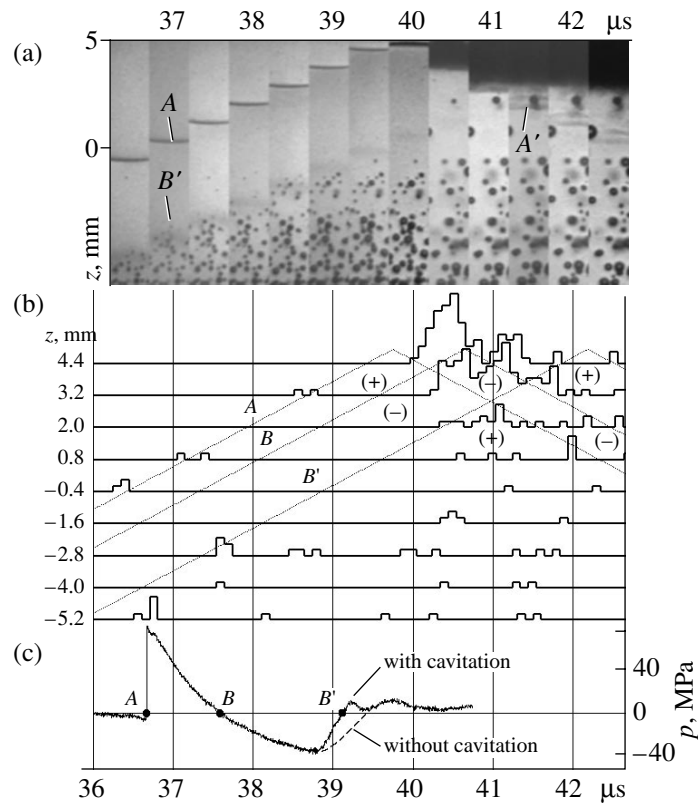 37 38 39 40 41 42 µs
(a)
5
A
A′
0
B′
z, mm
(b)
z, mm
4.4
(+) (–) (+)
3.2
A (–)
2.0
B (+) (–)
0.8
B'
–0.4
–1.6
–2.8
–4.0
–5.2
(c)
with cavitation
40
A B B'
0
without cavitation
–40
p, MPa
36 37 38 39 40 41 42 µs